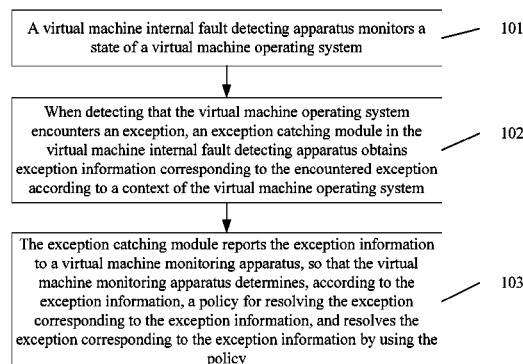 A virtual machine internal fault detecting apparatus monitors a
state of a virtual machine operating system
101
When detecting that the virtual machine operating system
encounters an exception, an exception catching module in the
virtual machine internal fault detecting apparatus obtains
exception information corresponding to the encountered exception
according to a context of the virtual machine operating system
102
The exception catching module reports the exception information
to a virtual machine monitoring apparatus, so that the virtual
machine monitoring apparatus determines, according to the
exception information, a policy for resolving the exception
corresponding to the exception information, and resolves the
exception corresponding to the exception information by using the
policy
103